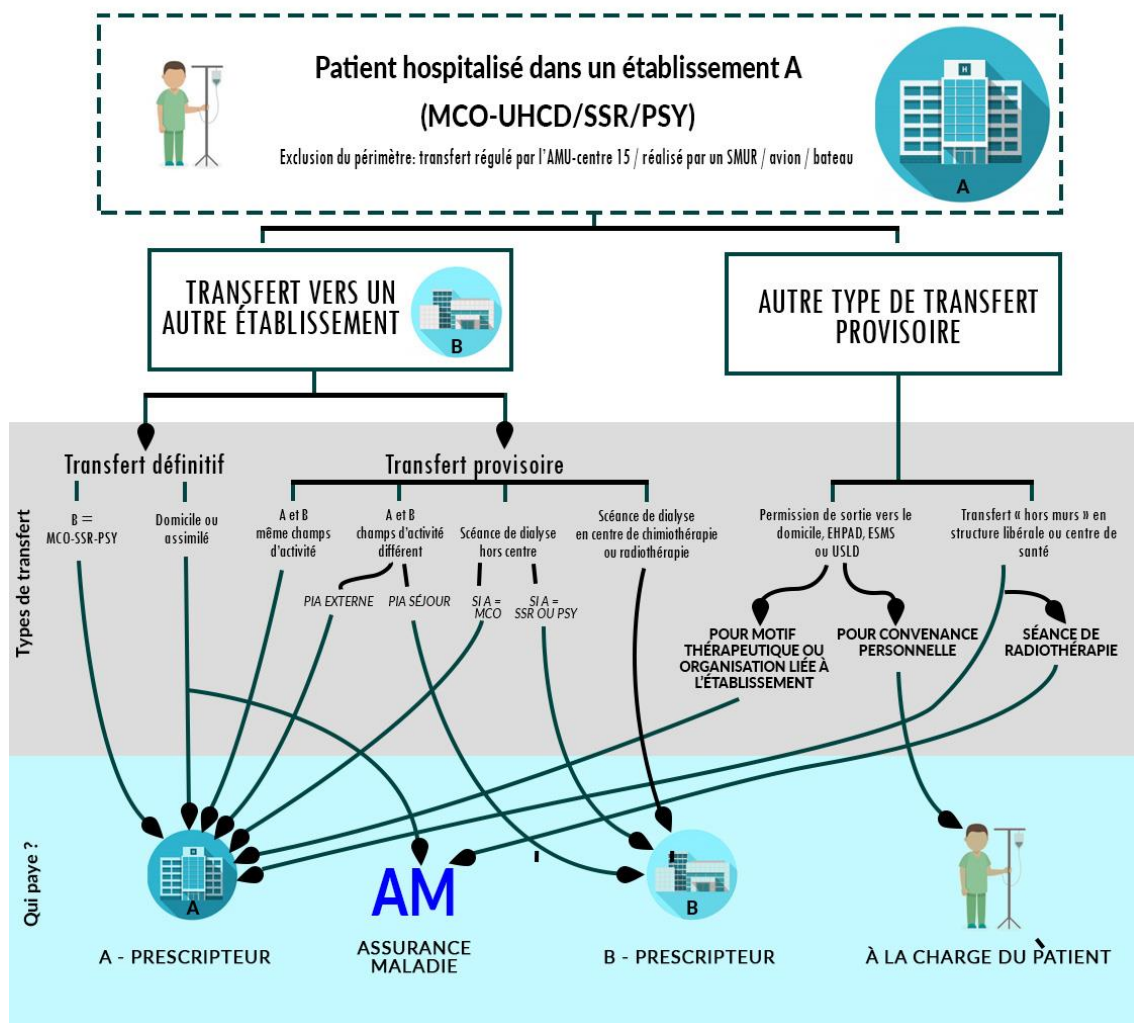 Patient hospitalisé dans un établissement A
(MCO-UHCD/SSR/PSY)
Exclusion du périmètre: transfert régulé par l'AMU-centre 15 / réalisé par un SMUR / avion / bateau
H
A
TRANSFERT VERS UN
AUTRE ÉTABLISSEMENT
B
AUTRE TYPE DE TRANSFERT
PROVISOIRE
Types de transfert
Transfert définitif
Transfert provisoire
B =
MCO-SSR-PSY
Domicile ou
assimilé
A et B
même champs
d'activité
A et B
champs d'activité
différent
Scéance de dialyse
hors centre
Scéance de dialyse
en centre de chimiothérapie
ou radiothérapie
Permission de sortie vers le
domicile, EHPAD, ESMS
ou USLD
Transfert « hors murs » en
structure libérale ou centre de
santé
PIA EXTERNE
PIA SÉJOUR
SI A =
MCO
SI A =
SSR OU PSY
POUR MOTIF
THÉRAPEUTIQUE OU
ORGANISATION LIÉE À
L'ÉTABLISSEMENT
POUR CONVENANCE
PERSONNELLE
SÉANCE DE
RADIOTHÉRAPIE
Qui paye ?
H
A
A - PRESCRIPTEUR
AM
ASSURANCE
MALADIE
B
B - PRESCRIPTEUR
À LA CHARGE DU PATIENT